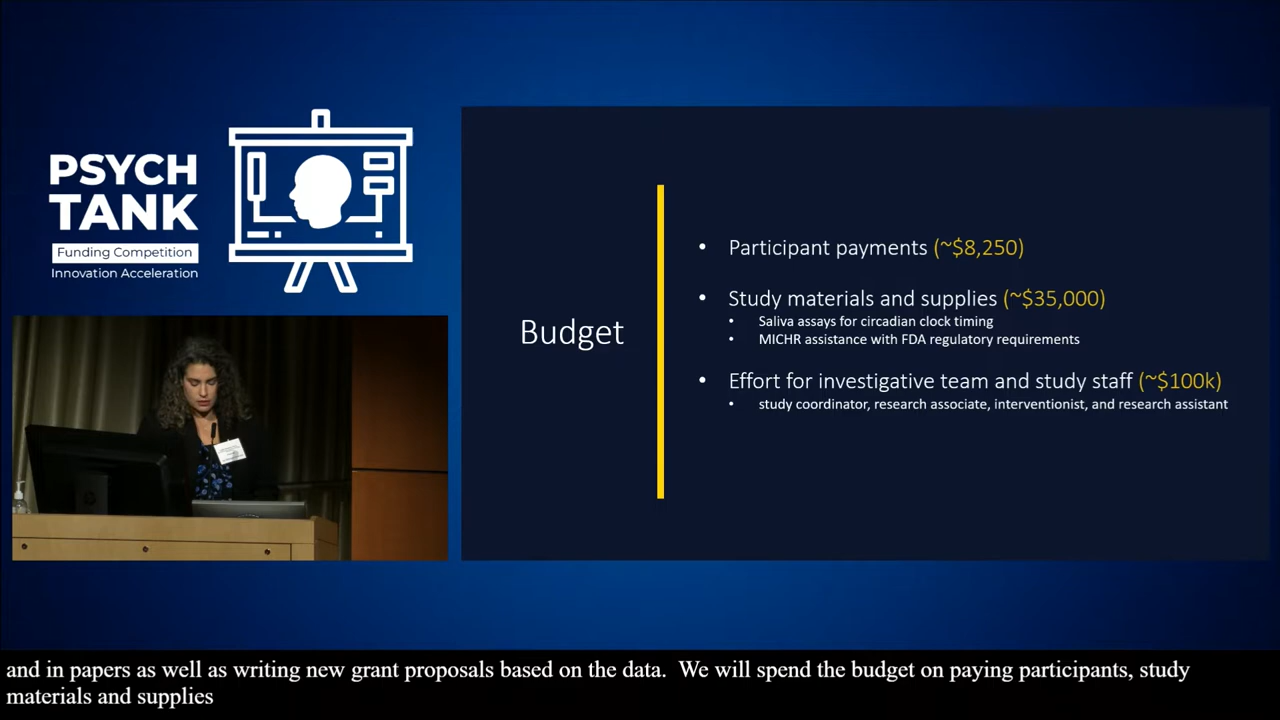 PSYCH
TANK
Funding Competition
Innovation Acceleration
Budget
• Participant payments (~$8,250)
• Study materials and supplies (~$35,000)
• Saliva assays for circadian clock timing
• MICHR assistance with FDA regulatory requirements
• Effort for investigative team and study staff (~$100k)
• study coordinator, research associate, interventionist, and research assistant
and in papers as well as writing new grant proposals based on the data.  We will spend the budget on paying participants, study
materials and supplies